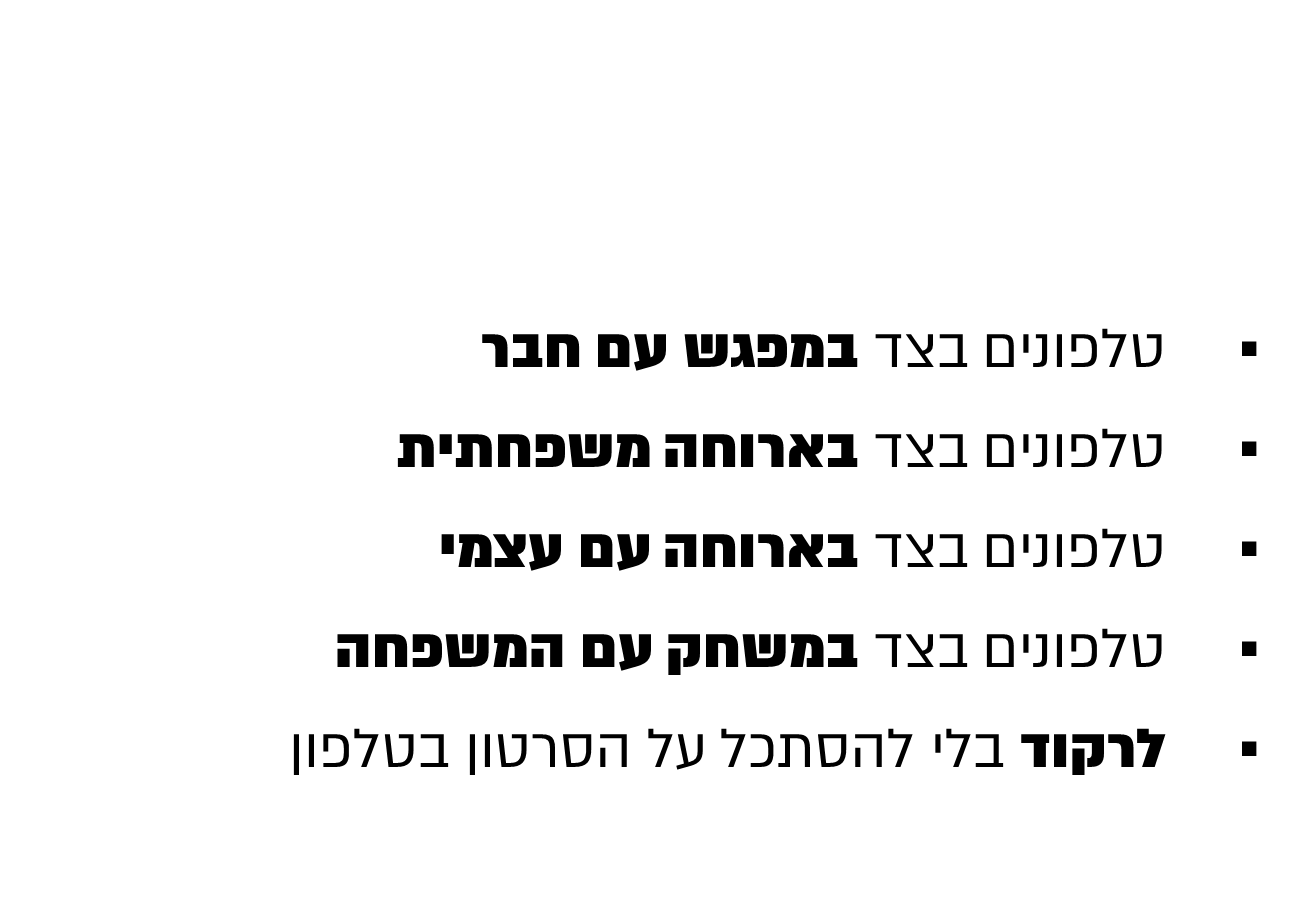 ▪ טלפונים בצד במפגש עם חבר
▪ טלפונים בצד בארוחה משפחתית
▪ טלפונים בצד בארוחה עם עצמי
▪ טלפונים בצד במשחק עם המשפחה
▪ לרקוד בלי להסתכל על הסרטון בטלפון